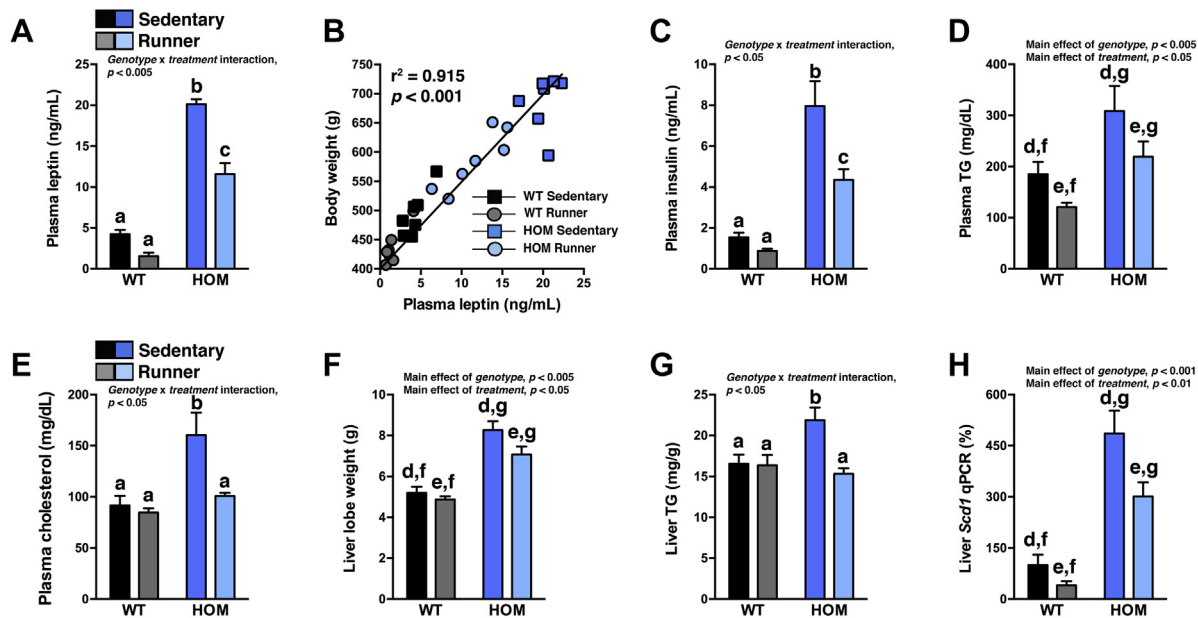 A
Sedentary
Runner
Genotype x treatment interaction,
p < 0.005
Plasma leptin (ng/mL)
25
20
15
10
5
0
a
a
b
c
WT
HOM
B
r² = 0.915
p < 0.001
Body weight (g)
750
700
650
600
550
500
450
400
WT Sedentary
WT Runner
HOM Sedentary
HOM Runner
0
5
10
15
20
25
Plasma leptin (ng/mL)
C
Genotype x treatment interaction,
p < 0.05
Plasma insulin (ng/mL)
10
8
6
4
2
0
a
a
b
c
WT
HOM
D
Main effect of genotype, p < 0.005
Main effect of treatment, p < 0.05
Plasma TG (mg/dL)
400
300
200
100
0
d,f
e,f
d,g
e,g
WT
HOM
E
Sedentary
Runner
Genotype x treatment interaction,
p < 0.05
Plasma cholesterol (mg/dL)
200
150
100
50
0
a
a
b
a
WT
HOM
F
Main effect of genotype, p < 0.005
Main effect of treatment, p < 0.05
Liver lobe weight (g)
10
8
6
4
2
0
d,f
e,f
d,g
e,g
WT
HOM
G
Genotype x treatment interaction,
p < 0.05
Liver TG (mg/g)
25
20
15
10
5
0
a
a
b
a
WT
HOM
H
Main effect of genotype, p < 0.001
Main effect of treatment, p < 0.01
Liver Scd1 qPCR (%)
600
450
300
150
0
d,f
e,f
d,g
e,g
WT
HOM